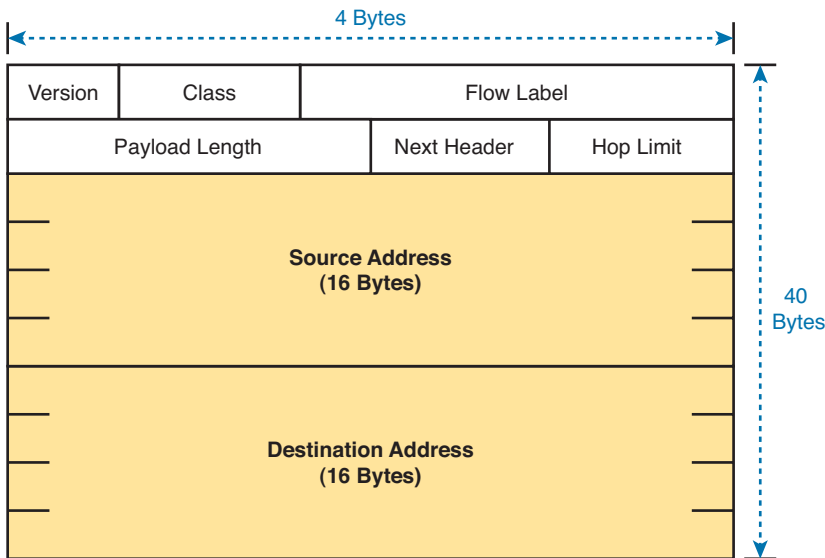 4 Bytes
Version Class Flow Label
Payload Length Next Header Hop Limit
Source Address
(16 Bytes)
40
Bytes
Destination Address
(16 Bytes)